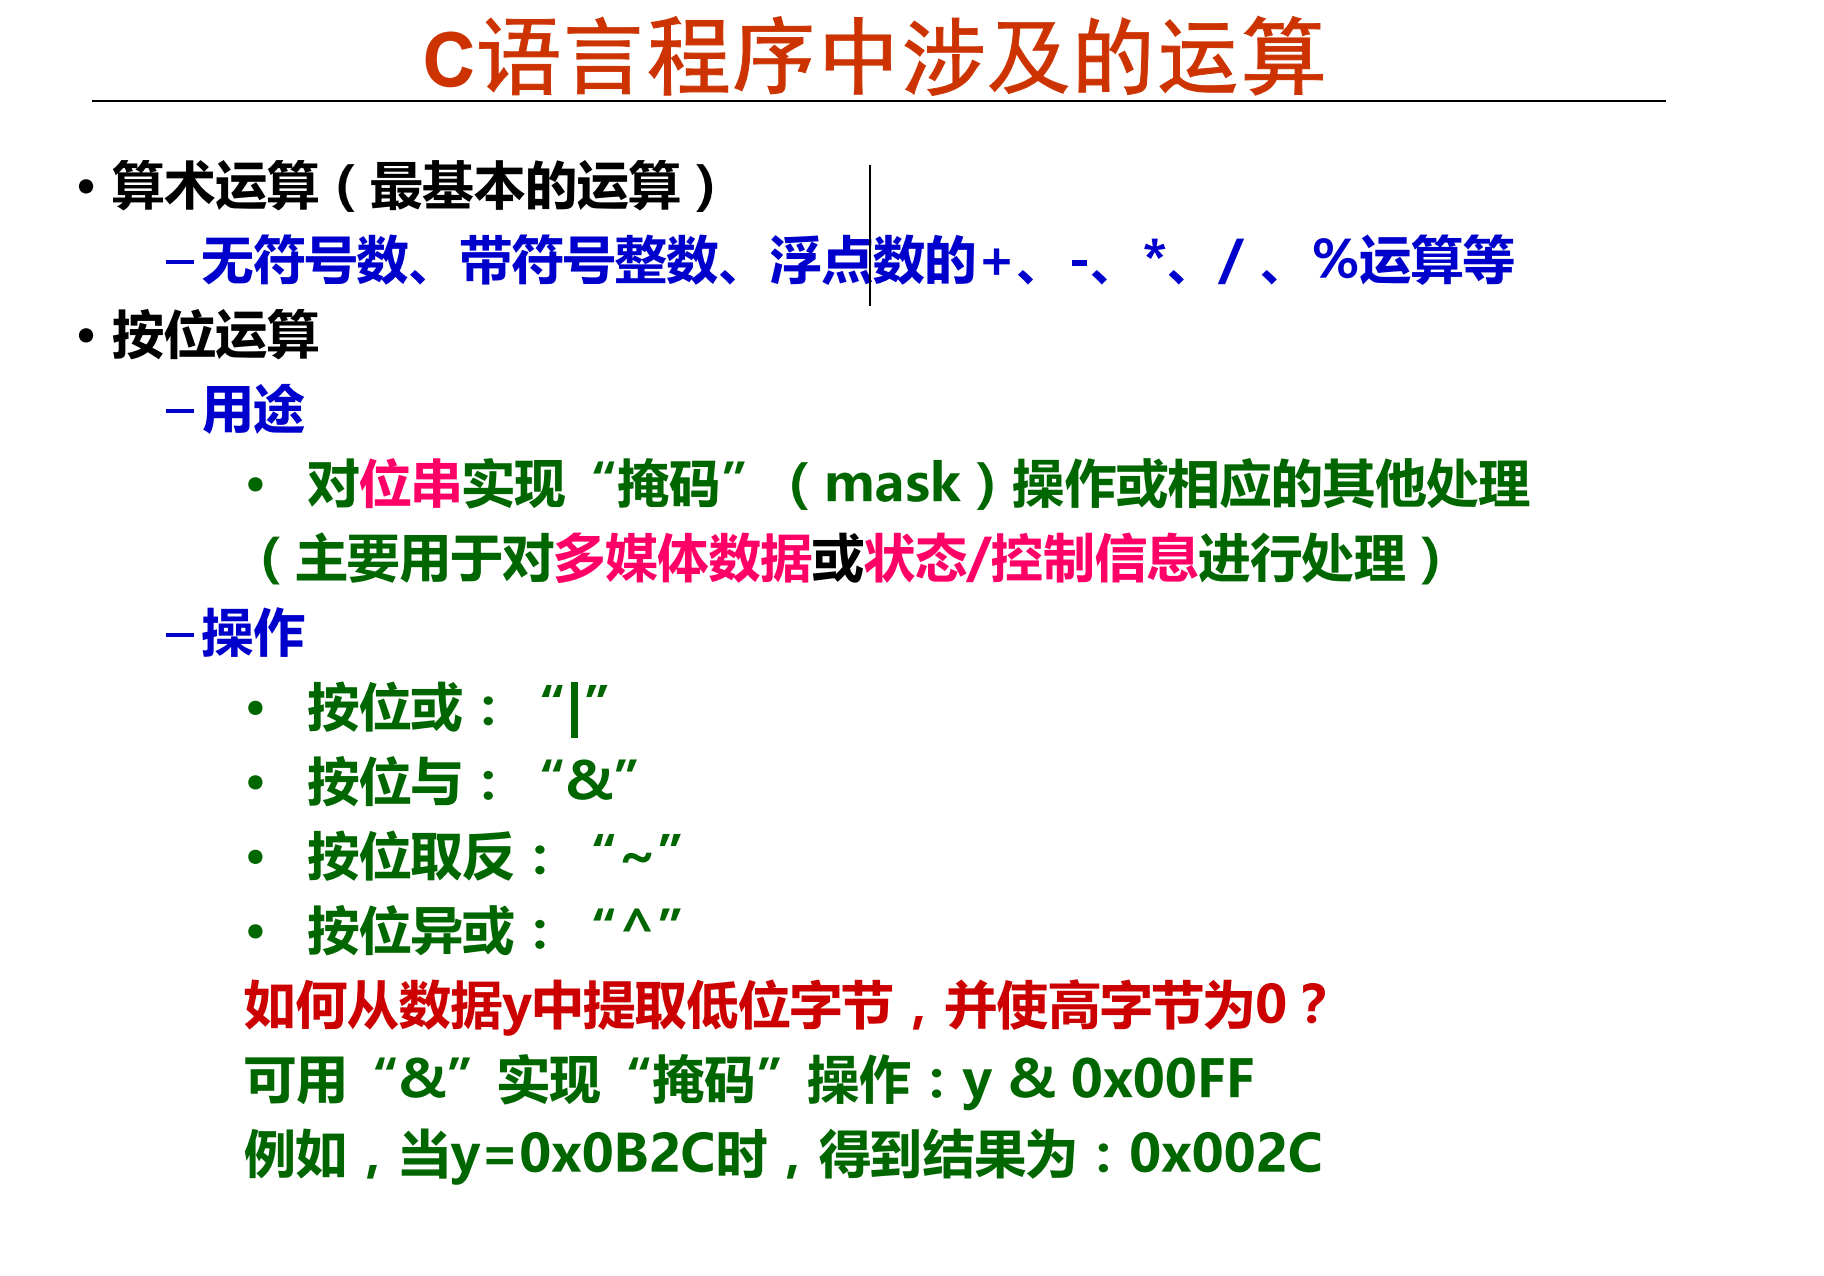 C语言程序中涉及的运算
• 算术运算（最基本的运算）
–无符号数、带符号整数、浮点数的+、-、*、/ 、%运算等
• 按位运算
–用途
• 对位串实现“掩码”（mask）操作或相应的其他处理
（主要用于对多媒体数据或状态/控制信息进行处理）
–操作
• 按位或：“|”
• 按位与：“&”
• 按位取反：“~”
• 按位异或：“^”
如何从数据y中提取低位字节，并使高字节为0？
可用“&”实现“掩码”操作：y & 0x00FF
例如，当y=0x0B2C时，得到结果为：0x002C